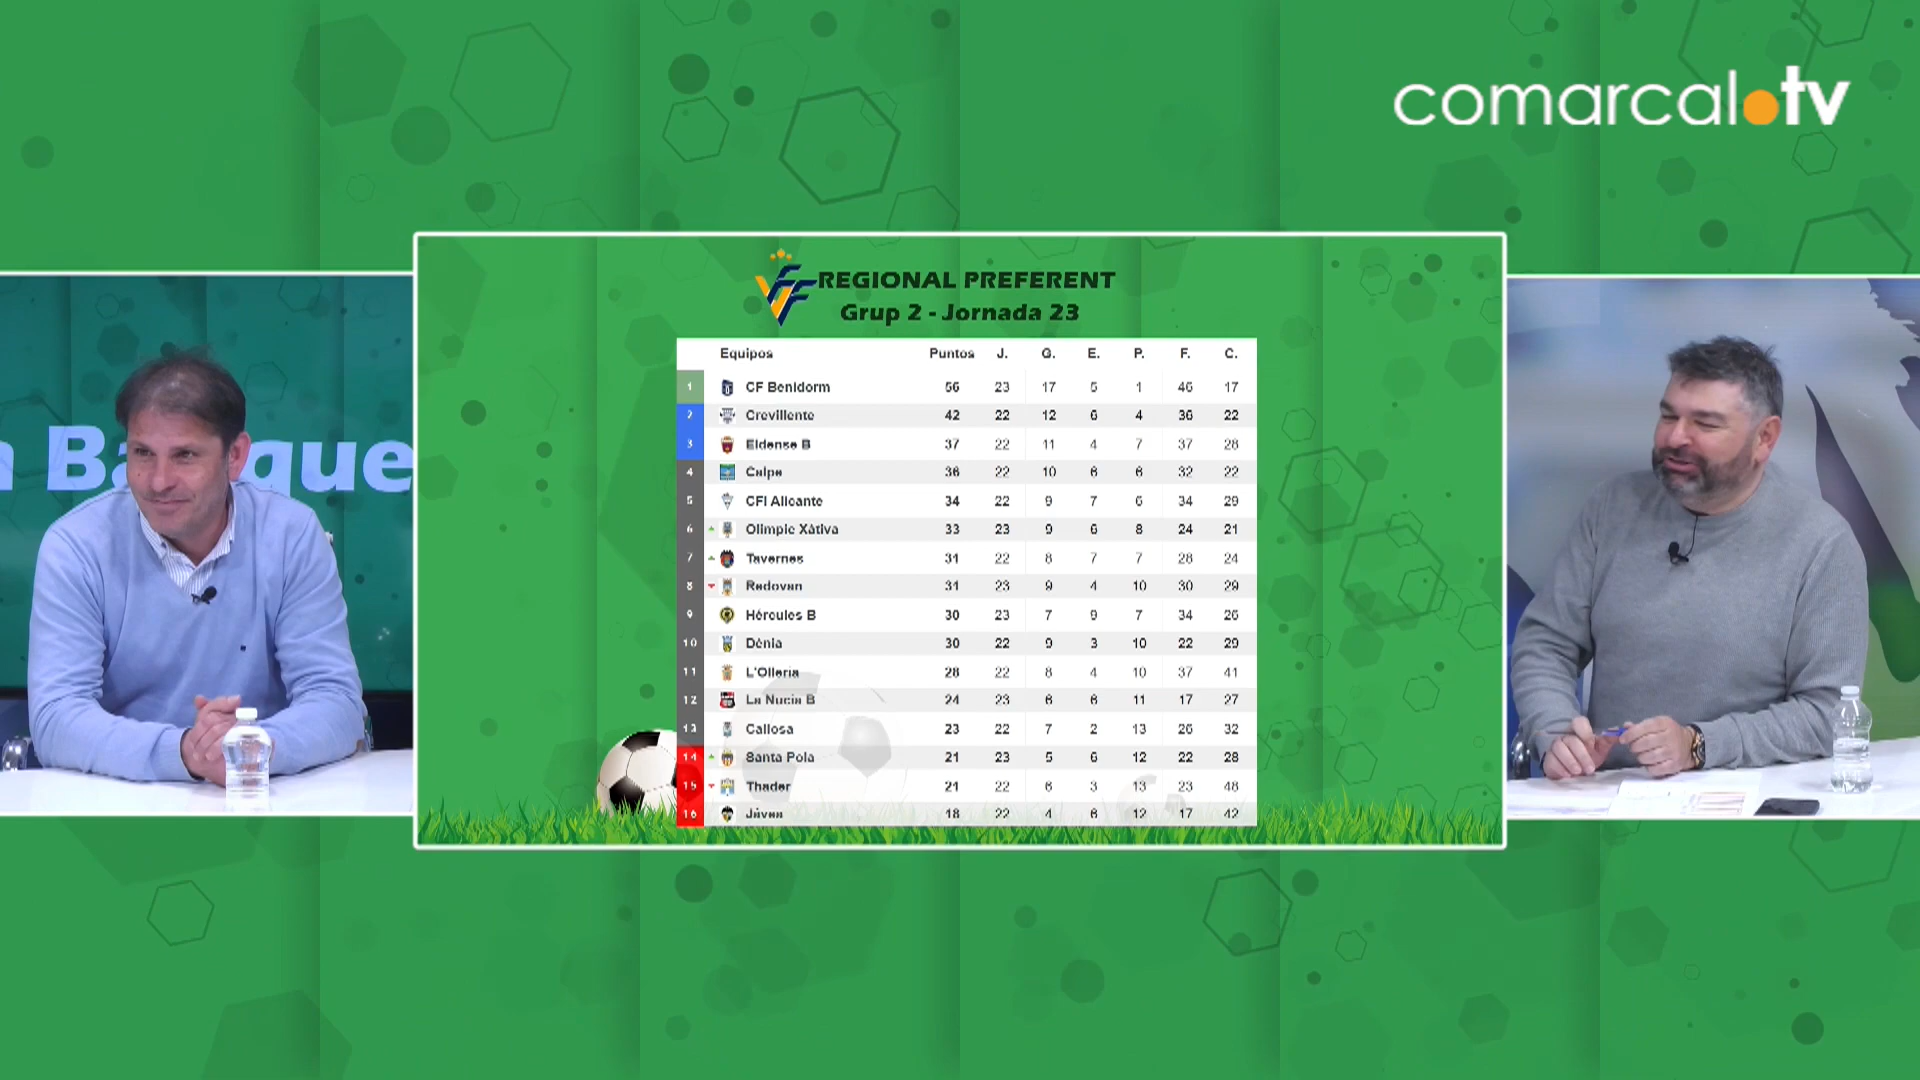 comarcal.tv
a Banque
REGIONAL PREFERENT
Grup 2 - Jornada 23
Equipos Puntos J. G. E. P. F. C.
1 CF Benidorm 56 23 17 5 1 46 17
2 Crevillente 42 22 12 6 4 36 22
3 Eldense B 37 22 11 4 7 37 28
4 Calpe 36 22 10 6 6 32 22
5 CFI Alicante 34 22 9 7 6 34 29
6 Olimpic Xàtiva 33 23 9 6 8 24 21
7 Tavernes 31 22 8 7 7 28 24
8 Redovan 31 23 9 4 10 30 29
9 Hércules B 30 23 7 9 7 34 26
10 Dénia 30 22 9 3 10 22 29
11 L'Olleria 28 22 8 4 10 37 41
12 La Nucia B 24 23 6 6 11 17 27
13 Callosa 23 22 7 2 13 26 32
14 Santa Pola 21 23 5 6 12 22 28
15 Thader 21 22 6 3 13 23 48
16 Jávea 18 22 4 6 12 17 42